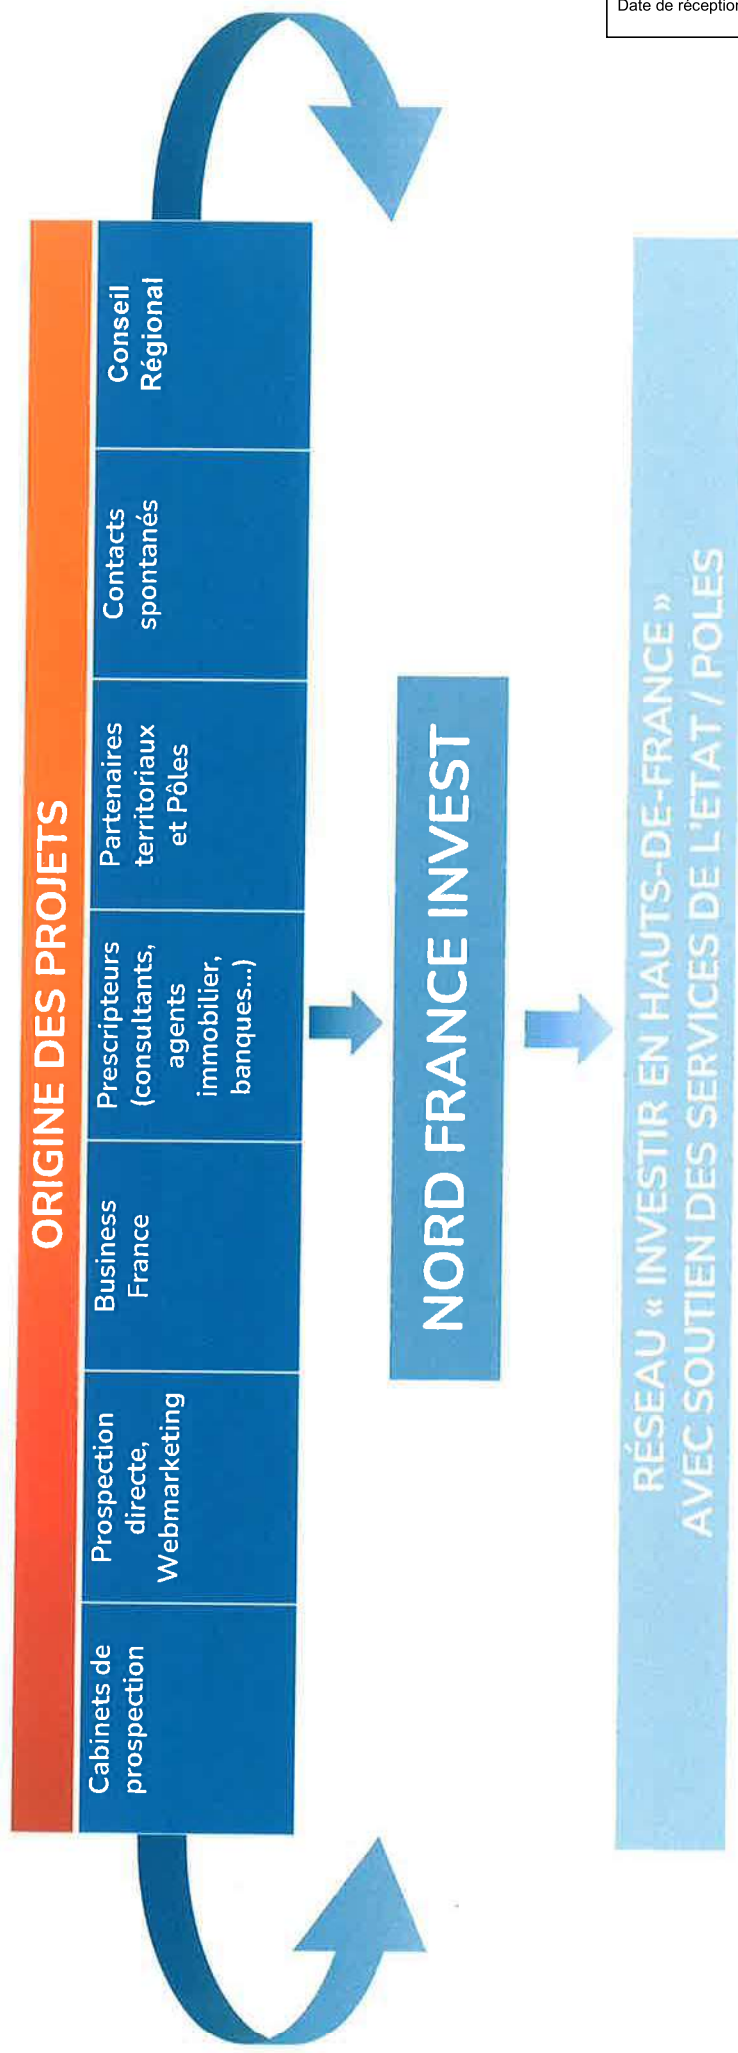 Date de réception
ORIGINE DES PROJETS
Cabinets de
prospection
Prospection
directe,
Webmarketing
Business
France
Prescripteurs
(consultants,
agents
immobilier,
banques...)
Partenaires
territoriaux
et Pôles
Contacts
spontanés
Conseil
Régional
NORD FRANCE INVEST
RÉSEAU « INVESTIR EN HAUTS-DE-FRANCE »
AVEC SOUTIEN DES SERVICES DE L'ETAT / POLES